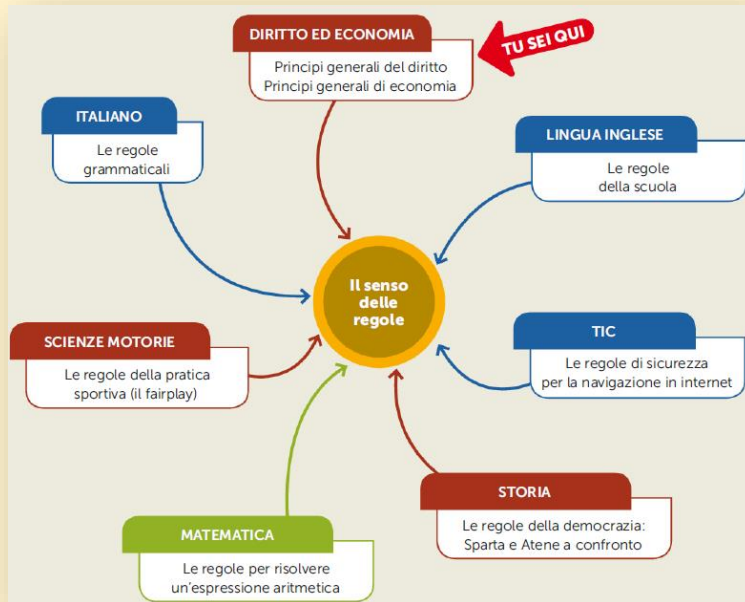 DIRITTO ED ECONOMIA
Principi generali del diritto
Principi generali di economia
TU SEI QUI
ITALIANO
Le regole
grammaticali
LINGUA INGLESE
Le regole
della scuola
Il senso
delle
regole
SCIENZE MOTORIE
Le regole della pratica
sportiva (il fairplay)
TIC
Le regole di sicurezza
per la navigazione in internet
MATEMATICA
Le regole per risolvere
un'espressione aritmetica
STORIA
Le regole della democrazia:
Sparta e Atene a confronto